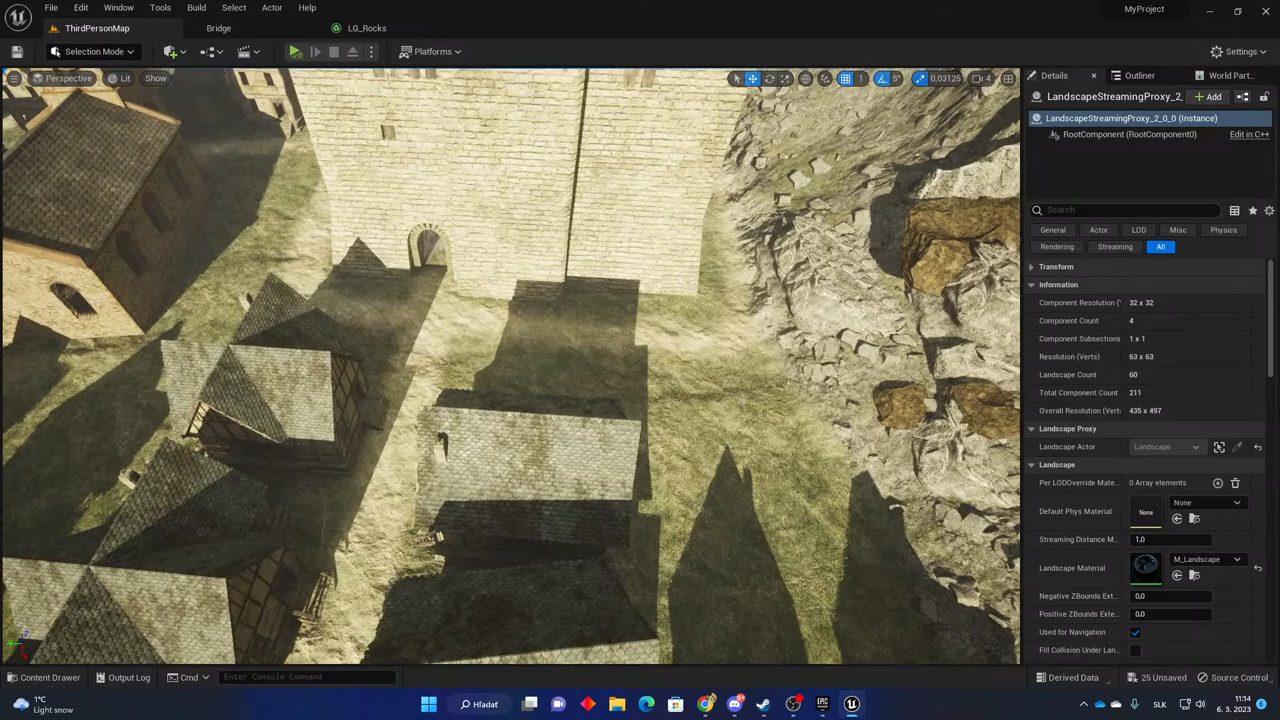 File Edit Window Tools Build Select Actor Help MyProject
ThirdPersonMap Bridge LG_Rocks
Selection Mode Platforms Settings
Perspective Lit Show 1 5° 0,03125 4
Details Outliner World Part...
LandscapeStreamingProxy_2_ Add
LandscapeStreamingProxy_2_0_0 (Instance)
RootComponent (RootComponent0) Edit in C++
Search
General Actor LOD Misc Physics
Rendering Streaming All
Transform
Information
Component Resolution (V 32 x 32
Component Count 4
Component Subsections 1 x 1
Resolution (Verts) 63 x 63
Landscape Count 60
Total Component Count 211
Overall Resolution (Vert 435 x 497
Landscape Proxy
Landscape Actor Landscape
Landscape
Per LODOverride Mate... 0 Array elements
None
Default Phys Material None
Streaming Distance M... 1,0
M_Landscape
Landscape Material
Negative ZBounds Ext... 0,0
Positive ZBounds Exte... 0,0
Used for Navigation
Fill Collision Under Lan...
Content Drawer Output Log Cmd Enter Console Command Derived Data 25 Unsaved Source Control
1°C
Light snow
Hľadať
EPIC
SLK
11:34
6. 3. 2023